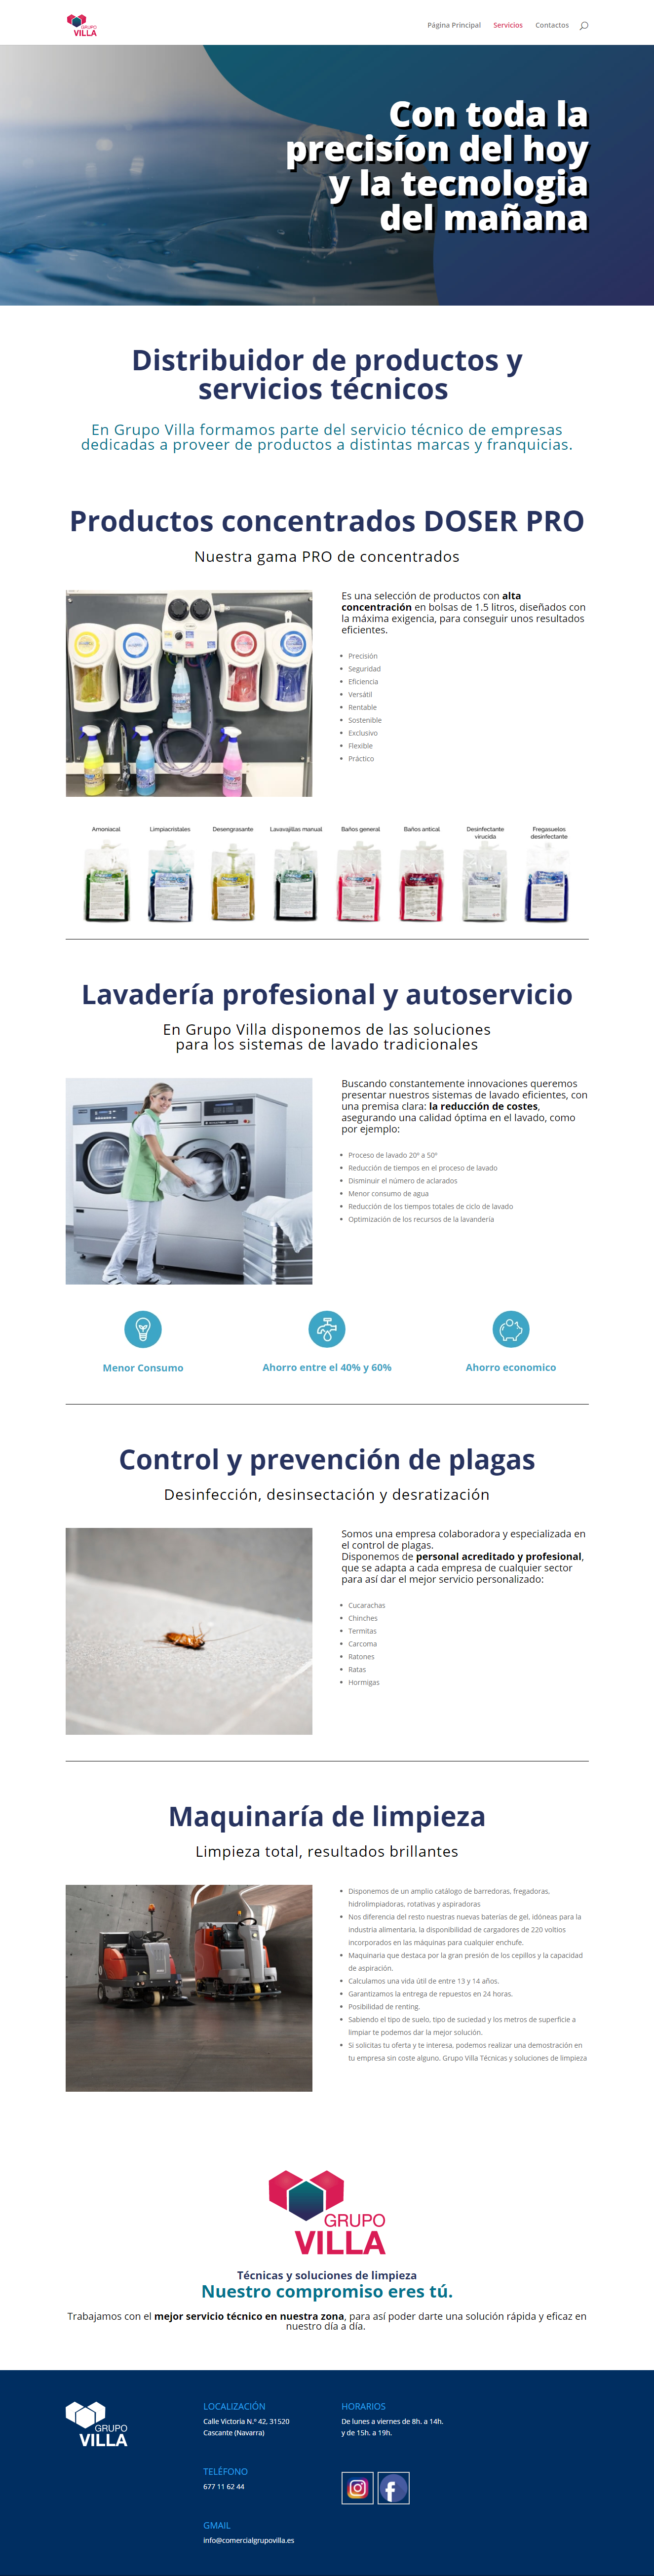 GRUPO
VILLA
Página Principal
Servicios
Contactos
Con toda la
precisíon del hoy
y la tecnologia
del mañana
Distribuidor de productos y
servicios técnicos
En Grupo Villa formamos parte del servicio técnico de empresas
dedicadas a proveer de productos a distintas marcas y franquicias.
Productos concentrados DOSER PRO
Nuestra gama PRO de concentrados
Es una selección de productos con alta
concentración en bolsas de 1.5 litros, diseñados con
la máxima exigencia, para conseguir unos resultados
eficientes.
Precisión
Seguridad
Eficiencia
Versátil
Rentable
Sostenible
Exclusivo
Flexible
Práctico
Amoniacal
Limpiacristales
Desengrasante
Lavavajillas manual
Baños general
Baños antical
Desinfectante
virucida
Fregasuelos
desinfectante
Lavadería profesional y autoservicio
En Grupo Villa disponemos de las soluciones
para los sistemas de lavado tradicionales
Buscando constantemente innovaciones queremos
presentar nuestros sistemas de lavado eficientes, con
una premisa clara: la reducción de costes,
asegurando una calidad óptima en el lavado, como
por ejemplo:
Proceso de lavado 20º a 50º
Reducción de tiempos en el proceso de lavado
Disminuir el número de aclarados
Menor consumo de agua
Reducción de los tiempos totales de ciclo de lavado
Optimización de los recursos de la lavandería
Menor Consumo
Ahorro entre el 40% y 60%
Ahorro economico
Control y prevención de plagas
Desinfección, desinsectación y desratización
Somos una empresa colaboradora y especializada en
el control de plagas.
Disponemos de personal acreditado y profesional,
que se adapta a cada empresa de cualquier sector
para así dar el mejor servicio personalizado:
Cucarachas
Chinches
Termitas
Carcoma
Ratones
Ratas
Hormigas
Maquinaría de limpieza
Limpieza total, resultados brillantes
Disponemos de un amplio catálogo de barredoras, fregadoras,
hidrolimpiadoras, rotativas y aspiradoras
Nos diferencia del resto nuestras nuevas baterias de gel, idóneas para la
industria alimentaria, la disponibilidad de cargadores de 220 voltios
incorporados en las máquinas para cualquier enchufe.
Maquinaria que destaca por la gran presión de los cepillos y la capacidad
de aspiración.
Calculamos una vida útil de entre 13 y 14 años.
Garantizamos la entrega de repuestos en 24 horas.
Posibilidad de renting.
Sabiendo el tipo de suelo, tipo de suciedad y los metros de superficie a
limpiar te podemos dar la mejor solución.
Si solicitas tu oferta y te interesa, podemos realizar una demostración en
tu empresa sin coste alguno. Grupo Villa Técnicas y soluciones de limpieza
GRUPO
VILLA
Técnicas y soluciones de limpieza
Nuestro compromiso eres tú.
Trabajamos con el mejor servicio técnico en nuestra zona, para así poder darte una solución rápida y eficaz en
nuestro día a día.
GRUPO
VILLA
LOCALIZACIÓN
Calle Victoria N.º 42, 31520
Cascante (Navarra)
HORARIOS
De lunes a viernes de 8h. a 14h.
y de 15h. a 19h.
TELÉFONO
677 11 62 44
GMAIL
info@comercialgrupovilla.es